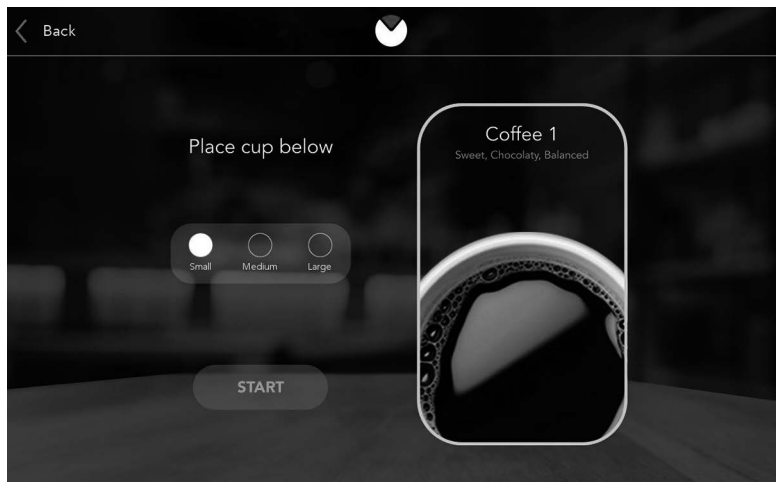 Back
Place cup below
Small Medium Large
START
Coffee 1
Sweet, Chocolaty, Balanced